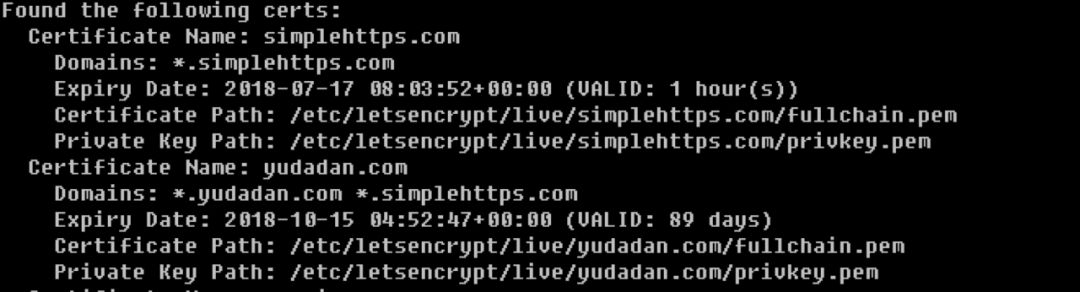 Found the following certs:
Certificate Name: simplehttps.com
Domains: *.simplehttps.com
Expiry Date: 2018-07-17 08:03:52+00:00 (VALID: 1 hour(s))
Certificate Path: /etc/letsencrypt/live/simplehttps.com/fullchain.pem
Private Key Path: /etc/letsencrypt/live/simplehttps.com/privkey.pem
Certificate Name: yudadan.com
Domains: *.yudadan.com *.simplehttps.com
Expiry Date: 2018-10-15 04:52:47+00:00 (VALID: 89 days)
Certificate Path: /etc/letsencrypt/live/yudadan.com/fullchain.pem
Private Key Path: /etc/letsencrypt/live/yudadan.com/privkey.pem